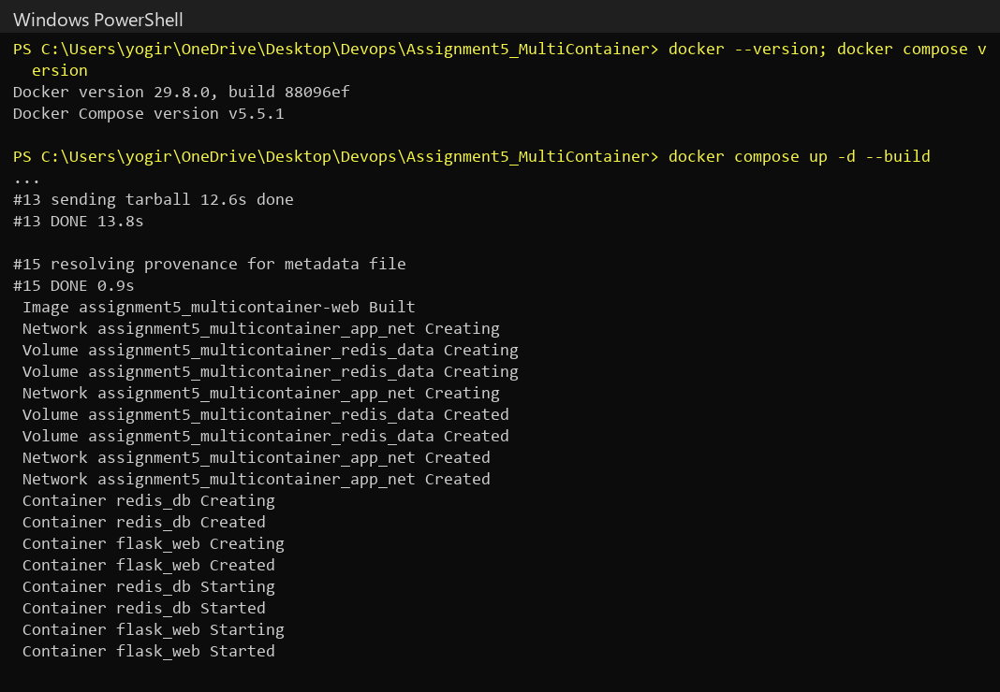 Windows PowerShell
PS C:\Users\yogir\OneDrive\Desktop\Devops\Assignment5_MultiContainer> docker --version; docker compose v
ersion
Docker version 29.8.0, build 88096ef
Docker Compose version v5.5.1
PS C:\Users\yogir\OneDrive\Desktop\Devops\Assignment5_MultiContainer> docker compose up -d --build
...
#13 sending tarball 12.6s done
#13 DONE 13.8s
#15 resolving provenance for metadata file
#15 DONE 0.9s
Image assignment5_multicontainer-web Built
Network assignment5_multicontainer_app_net Creating
Volume assignment5_multicontainer_redis_data Creating
Volume assignment5_multicontainer_redis_data Creating
Network assignment5_multicontainer_app_net Creating
Volume assignment5_multicontainer_redis_data Created
Volume assignment5_multicontainer_redis_data Created
Network assignment5_multicontainer_app_net Created
Network assignment5_multicontainer_app_net Created
Container redis_db Creating
Container redis_db Created
Container flask_web Creating
Container flask_web Created
Container redis_db Starting
Container redis_db Started
Container flask_web Starting
Container flask_web Started